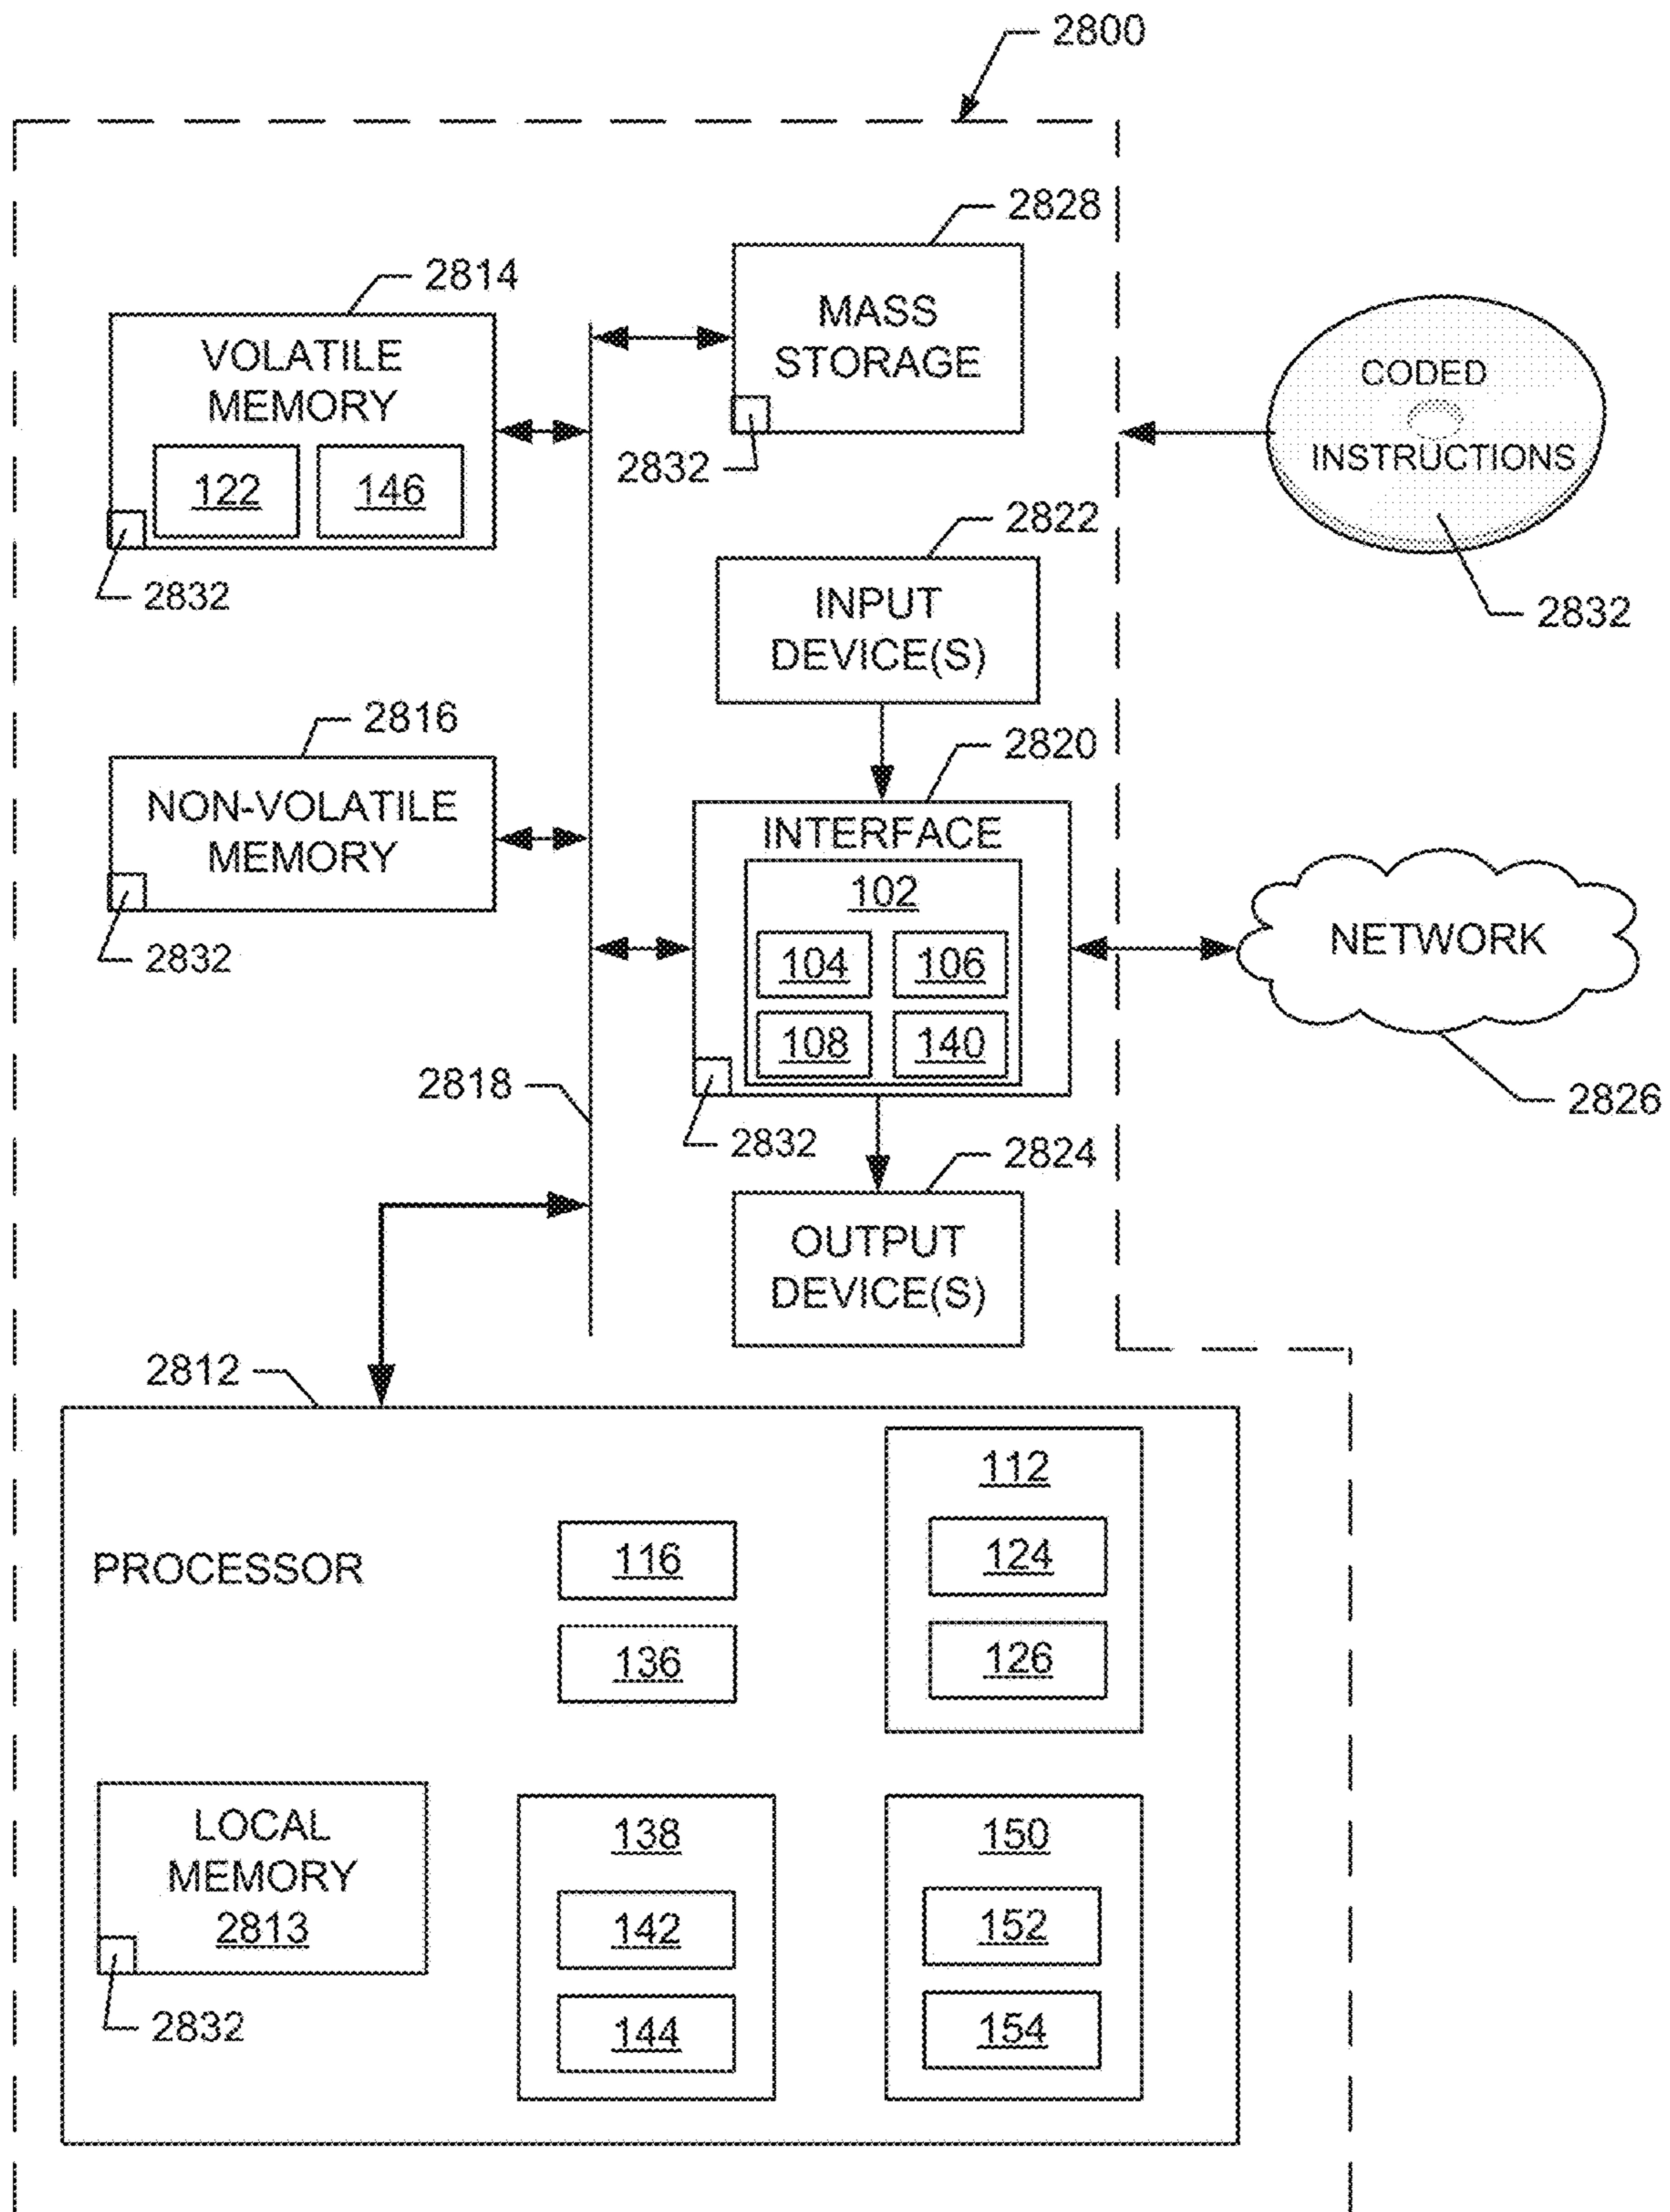 2800
2828
MASS
STORAGE
2832
2814
VOLATILE
MEMORY
122 146
2832
CODED
INSTRUCTIONS
2832
2822
INPUT
DEVICE(S)
2816
NON-VOLATILE
MEMORY
2832
2820
INTERFACE
102
104 106
108 140
2832
NETWORK
2826
2818
2824
OUTPUT
DEVICE(S)
2812
PROCESSOR
116
136
112
124
126
LOCAL
MEMORY
2813
2832
138
142
144
150
152
154